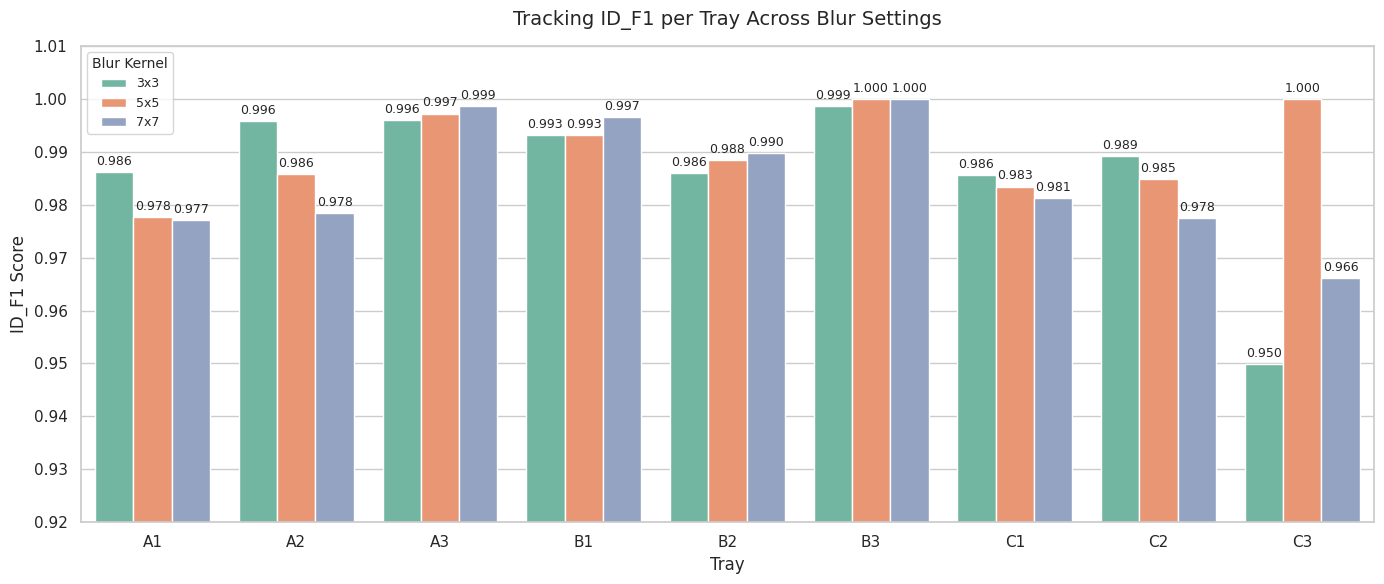 Tracking ID_F1 per Tray Across Blur Settings
Blur Kernel
3x3
5x5
7x7
ID_F1 Score
1.01
1.00
0.99
0.98
0.97
0.96
0.95
0.94
0.93
0.92
0.986 0.978 0.977
0.996 0.986 0.978
0.996 0.997 0.999
0.993 0.993 0.997
0.986 0.988 0.990
0.999 1.000 1.000
0.986 0.983 0.981
0.989 0.985 0.978
0.950 1.000 0.966
A1 A2 A3 B1 B2 B3 C1 C2 C3
Tray